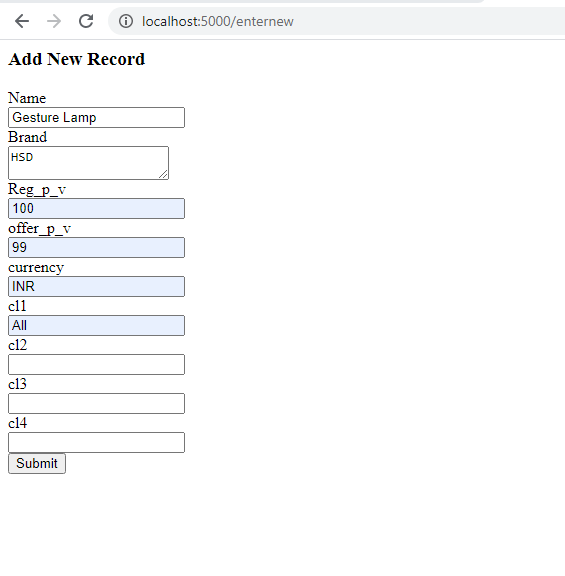 localhost:5000/enternew
Add New Record
Name
Gesture Lamp
Brand
HSD
Reg_p_v
100
offer_p_v
99
currency
INR
cl1
All
cl2
cl3
cl4
Submit